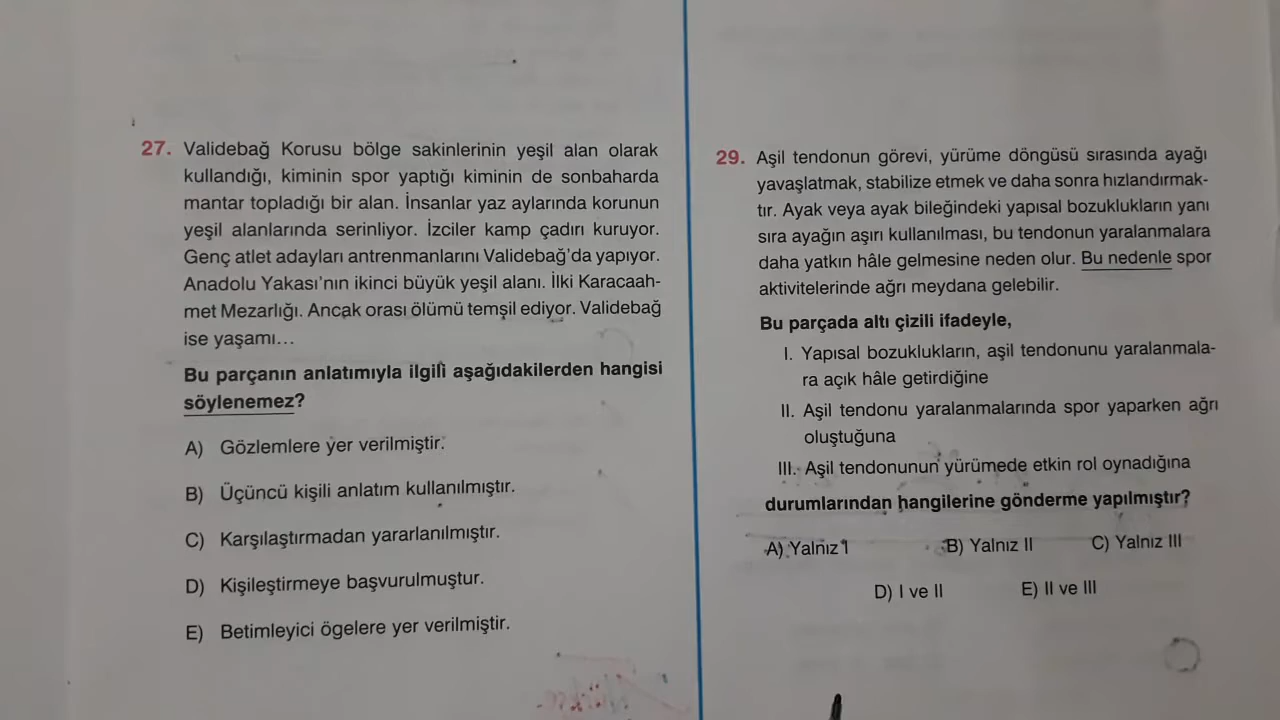 27. Validebağ Korusu bölge sakinlerinin yeşil alan olarak
kullandığı, kiminin spor yaptığı kiminin de sonbaharda
mantar topladığı bir alan. İnsanlar yaz aylarında korunun
yeşil alanlarında serinliyor. İzciler kamp çadırı kuruyor.
Genç atlet adayları antrenmanlarını Validebağ'da yapıyor.
Anadolu Yakası'nın ikinci büyük yeşil alanı. İlki Karacaah-
met Mezarlığı. Ancak orası ölümü temsil ediyor. Validebağ
ise yaşamı...
Bu parçanın anlatımıyla ilgili aşağıdakilerden hangisi
söylenemez?
A) Gözlemlere yer verilmiştir.
B) Üçüncü kişili anlatım kullanılmıştır.
C) Karşılaştırmadan yararlanılmıştır.
D) Kişileştirmeye başvurulmuştur.
E) Betimleyici ögelere yer verilmiştir.
29. Aşil tendonun görevi, yürüme döngüsü sırasında ayağı
yavaşlatmak, stabilize etmek ve daha sonra hızlandırmak-
tır. Ayak veya ayak bileğindeki yapısal bozuklukların yanı
sıra ayağın aşırı kullanılması, bu tendonun yaralanmalara
daha yatkın hâle gelmesine neden olur. Bu nedenle spor
aktivitelerinde ağrı meydana gelebilir.
Bu parçada altı çizili ifadeyle,
I. Yapısal bozuklukların, aşil tendonunu yaralanmala-
ra açık hâle getirdiğine
II. Aşil tendonu yaralanmalarında spor yaparken ağrı
oluştuğuna
III. Aşil tendonunun yürümede etkin rol oynadığına
durumlarından hangilerine gönderme yapılmıştır?
A) Yalnız I B) Yalnız II C) Yalnız III
D) I ve II E) II ve III